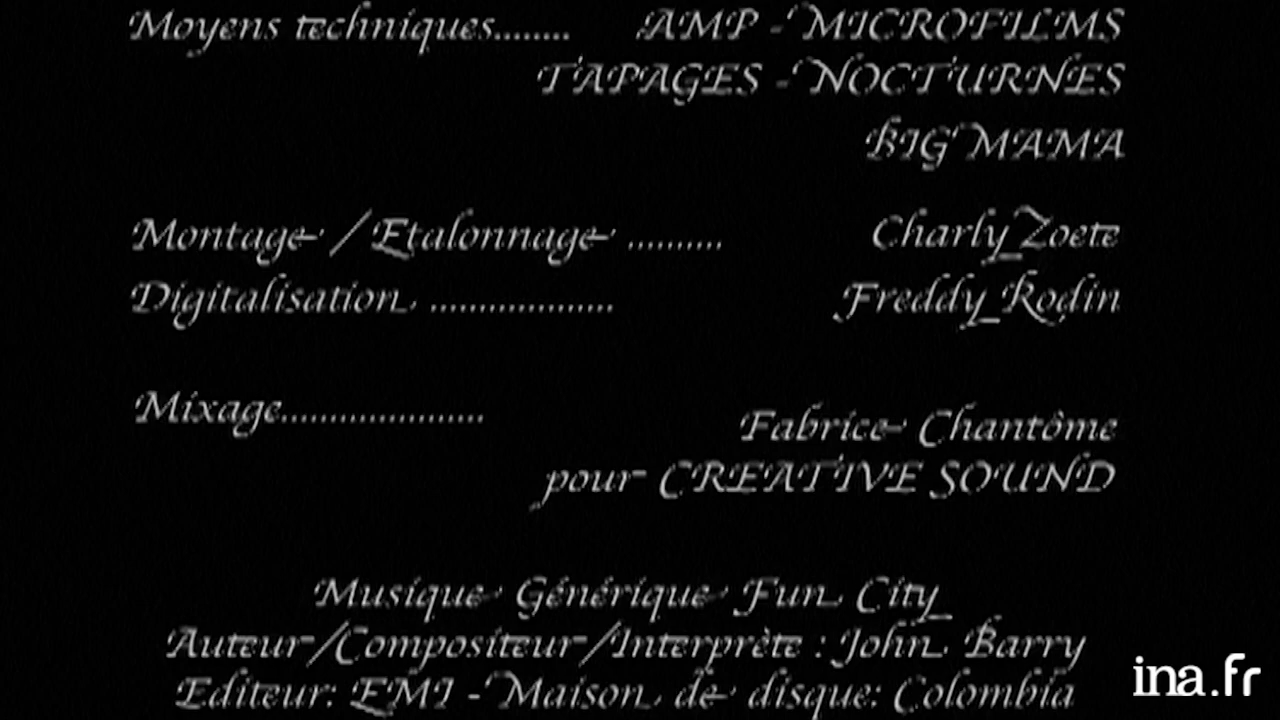 Moyens techniques........ AMP - MICROFILMS
TAPAGES - NOCTURNES
BIG MAMA
Montage / Etalonnage .......... Charly Zoete
Digitalisation ................... Freddy Rodin
Mixage..................... Fabrice Chantôme
pour CREATIVE SOUND
Musique Générique Fun City
Auteur/Compositeur/Interprète : John Barry
Editeur: EMI - Maison de disque: Colombia
ina.fr